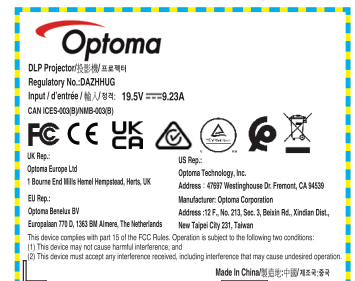 Optoma
DLP Projector/投影機/프로젝터
Regulatory No.:DAZHHUG
Input / d'entrée / 輸入/ 정격: 19.5V ⎓9.23A
CAN ICES-003(B)/NMB-003(B)
FC CE UK CA
UK Rep.:
Optoma Europe Ltd
1 Bourne End Mills Hemel Hempstead, Herts, UK
EU Rep.:
Optoma Benelux BV
Europalaan 770 D, 1363 BM Almere, The Netherlands
US Rep.:
Optoma Technology, Inc.
Address：47697 Westinghouse Dr. Fremont, CA 94539
Manufacturer: Optoma Corporation
Address :12 F., No. 213, Sec. 3, Beixin Rd., Xindian Dist.,
New Taipei City 231, Taiwan
This device complies with part 15 of the FCC Rules. Operation is subject to the following two conditions:
(1) This device may not cause harmful interference, and
(2) This device must accept any interference received, including interference that may cause undesired operation.
Made In China/製造地:中國/제조국:중국